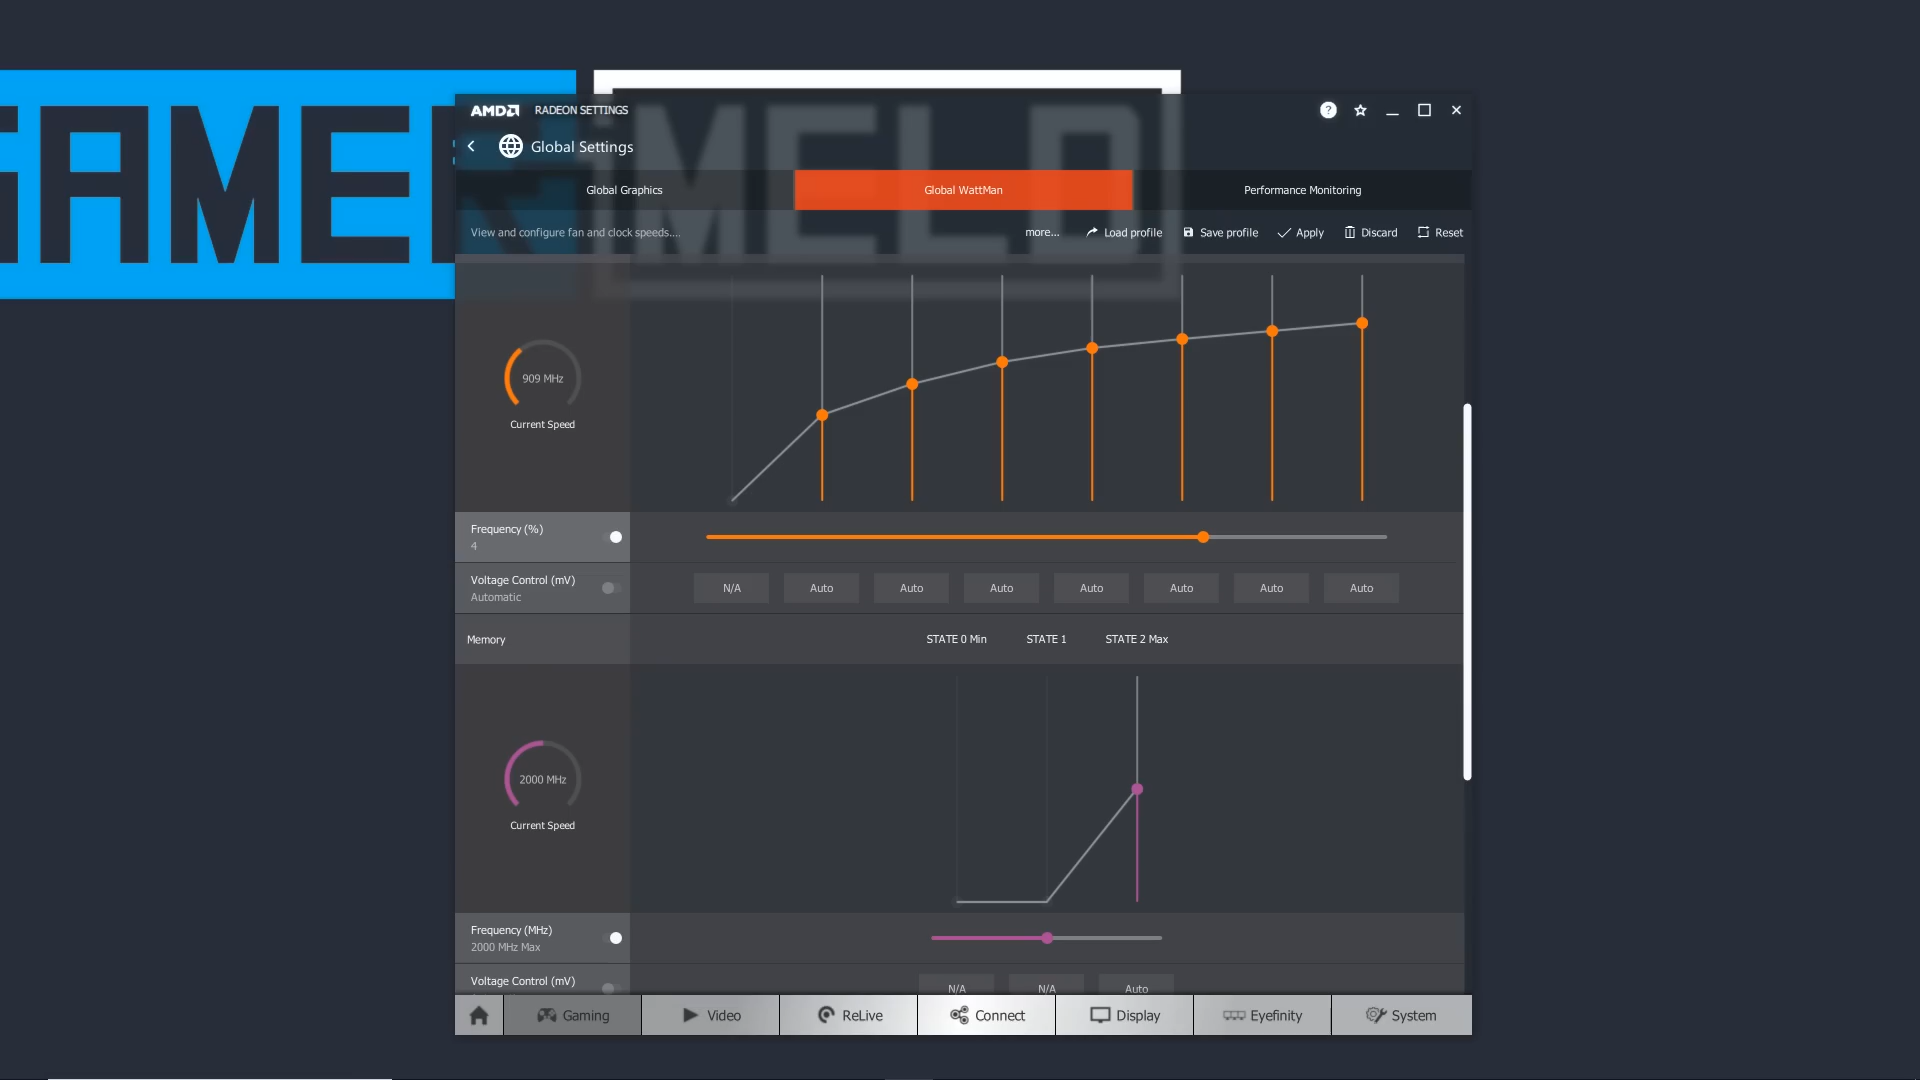 GAMER
MELD
AMD RADEON SETTINGS
Global Settings
Global Graphics
Global WattMan
Performance Monitoring
View and configure fan and clock speeds....
more...
Load profile
Save profile
Apply
Discard
Reset
909 MHz
Current Speed
Frequency (%)
4
Voltage Control (mV)
Automatic
N/A Auto Auto Auto Auto Auto Auto Auto
Memory
STATE 0 Min STATE 1 STATE 2 Max
2000 MHz
Current Speed
Frequency (MHz)
2000 MHz Max
Voltage Control (mV)
N/A N/A Auto
Gaming Video ReLive Connect Display Eyefinity System